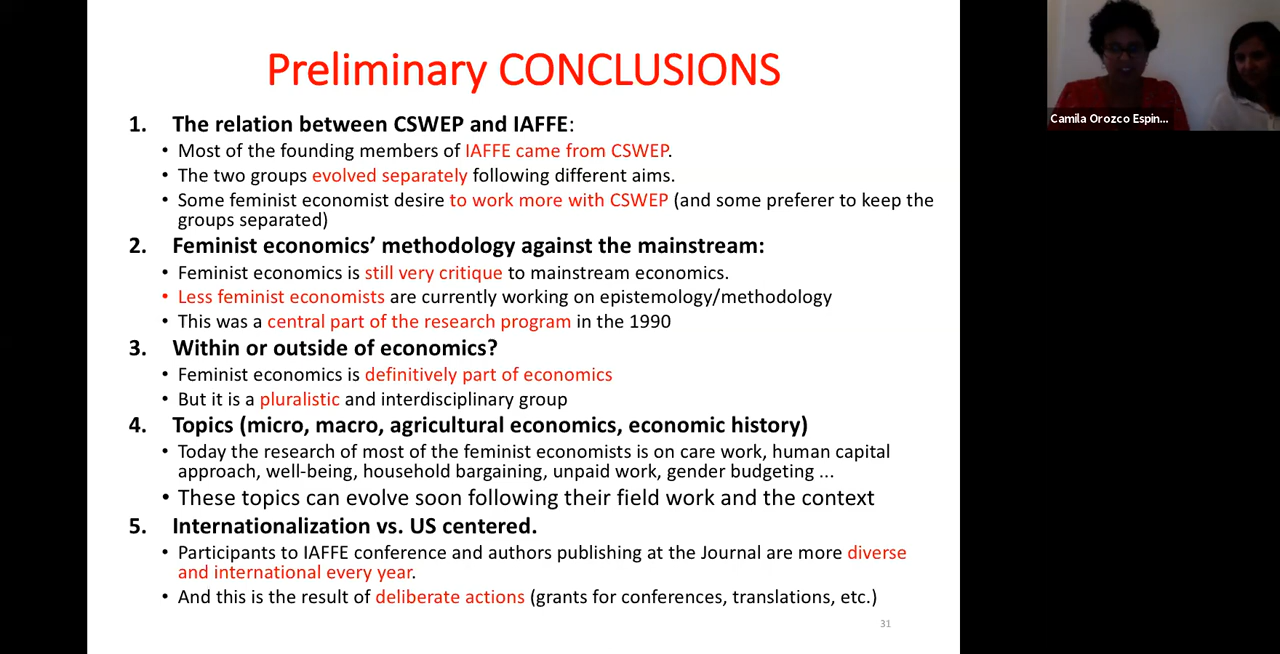 Preliminary CONCLUSIONS
1. The relation between CSWEP and IAFFE:
• Most of the founding members of IAFFE came from CSWEP.
• The two groups evolved separately following different aims.
• Some feminist economist desire to work more with CSWEP (and some preferer to keep the
groups separated)
2. Feminist economics’ methodology against the mainstream:
• Feminist economics is still very critique to mainstream economics.
• Less feminist economists are currently working on epistemology/methodology
• This was a central part of the research program in the 1990
3. Within or outside of economics?
• Feminist economics is definitively part of economics
• But it is a pluralistic and interdisciplinary group
4. Topics (micro, macro, agricultural economics, economic history)
• Today the research of most of the feminist economists is on care work, human capital
approach, well-being, household bargaining, unpaid work, gender budgeting ...
• These topics can evolve soon following their field work and the context
5. Internationalization vs. US centered.
• Participants to IAFFE conference and authors publishing at the Journal are more diverse
and international every year.
• And this is the result of deliberate actions (grants for conferences, translations, etc.)
31
Camila Orozco Espin...